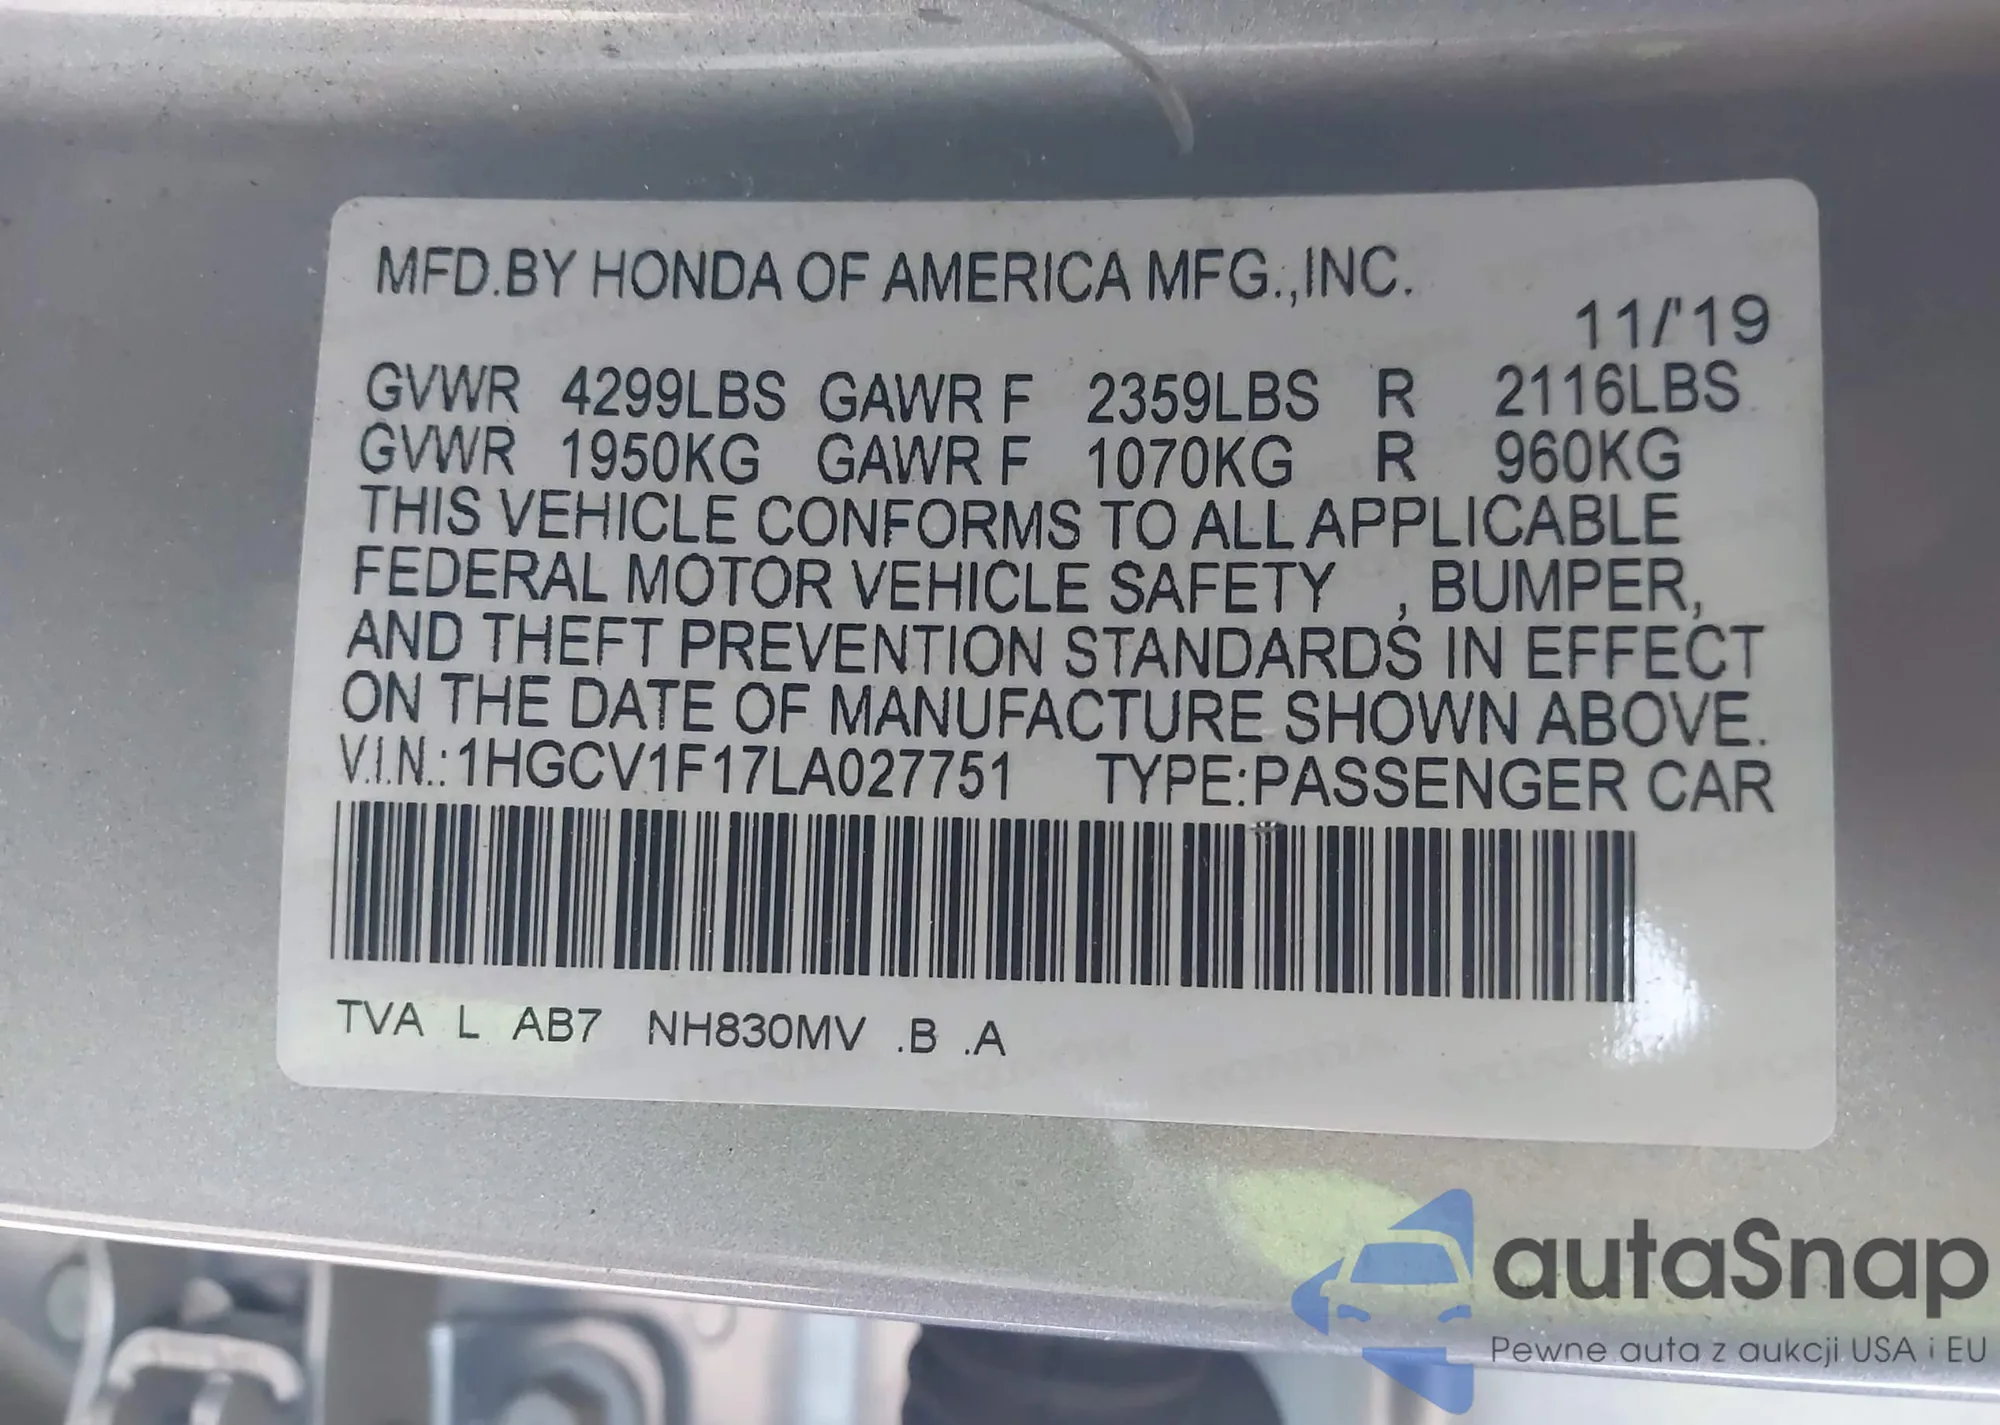 MFD.BY HONDA OF AMERICA MFG.,INC.
11/'19
GVWR 4299LBS GAWR F 2359LBS R 2116LBS
GVWR 1950KG GAWR F 1070KG R 960KG
THIS VEHICLE CONFORMS TO ALL APPLICABLE
FEDERAL MOTOR VEHICLE SAFETY , BUMPER,
AND THEFT PREVENTION STANDARDS IN EFFECT
ON THE DATE OF MANUFACTURE SHOWN ABOVE.
V.I.N.:1HGCV1F17LA027751 TYPE:PASSENGER CAR
TVA L AB7 NH830MV .B .A
autaSnap
Pewne auta z aukcji USA i EU